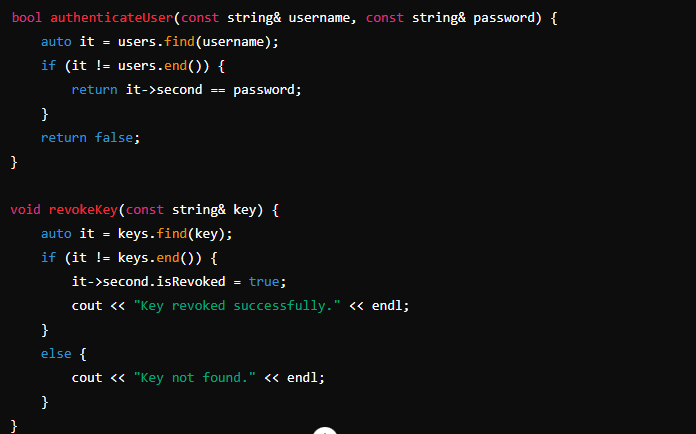 bool authenticateUser(const string& username, const string& password) {
    auto it = users.find(username);
    if (it != users.end()) {
        return it->second == password;
    }
    return false;
}

void revokeKey(const string& key) {
    auto it = keys.find(key);
    if (it != keys.end()) {
        it->second.isRevoked = true;
        cout << "Key revoked successfully." << endl;
    }
    else {
        cout << "Key not found." << endl;
    }
}